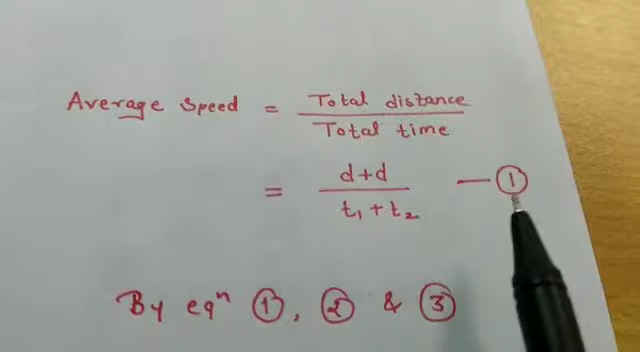 Average Speed = Total distance / Total time
= d+d / t₁ + t₂ — ①
By eqⁿ ①, ② & ③